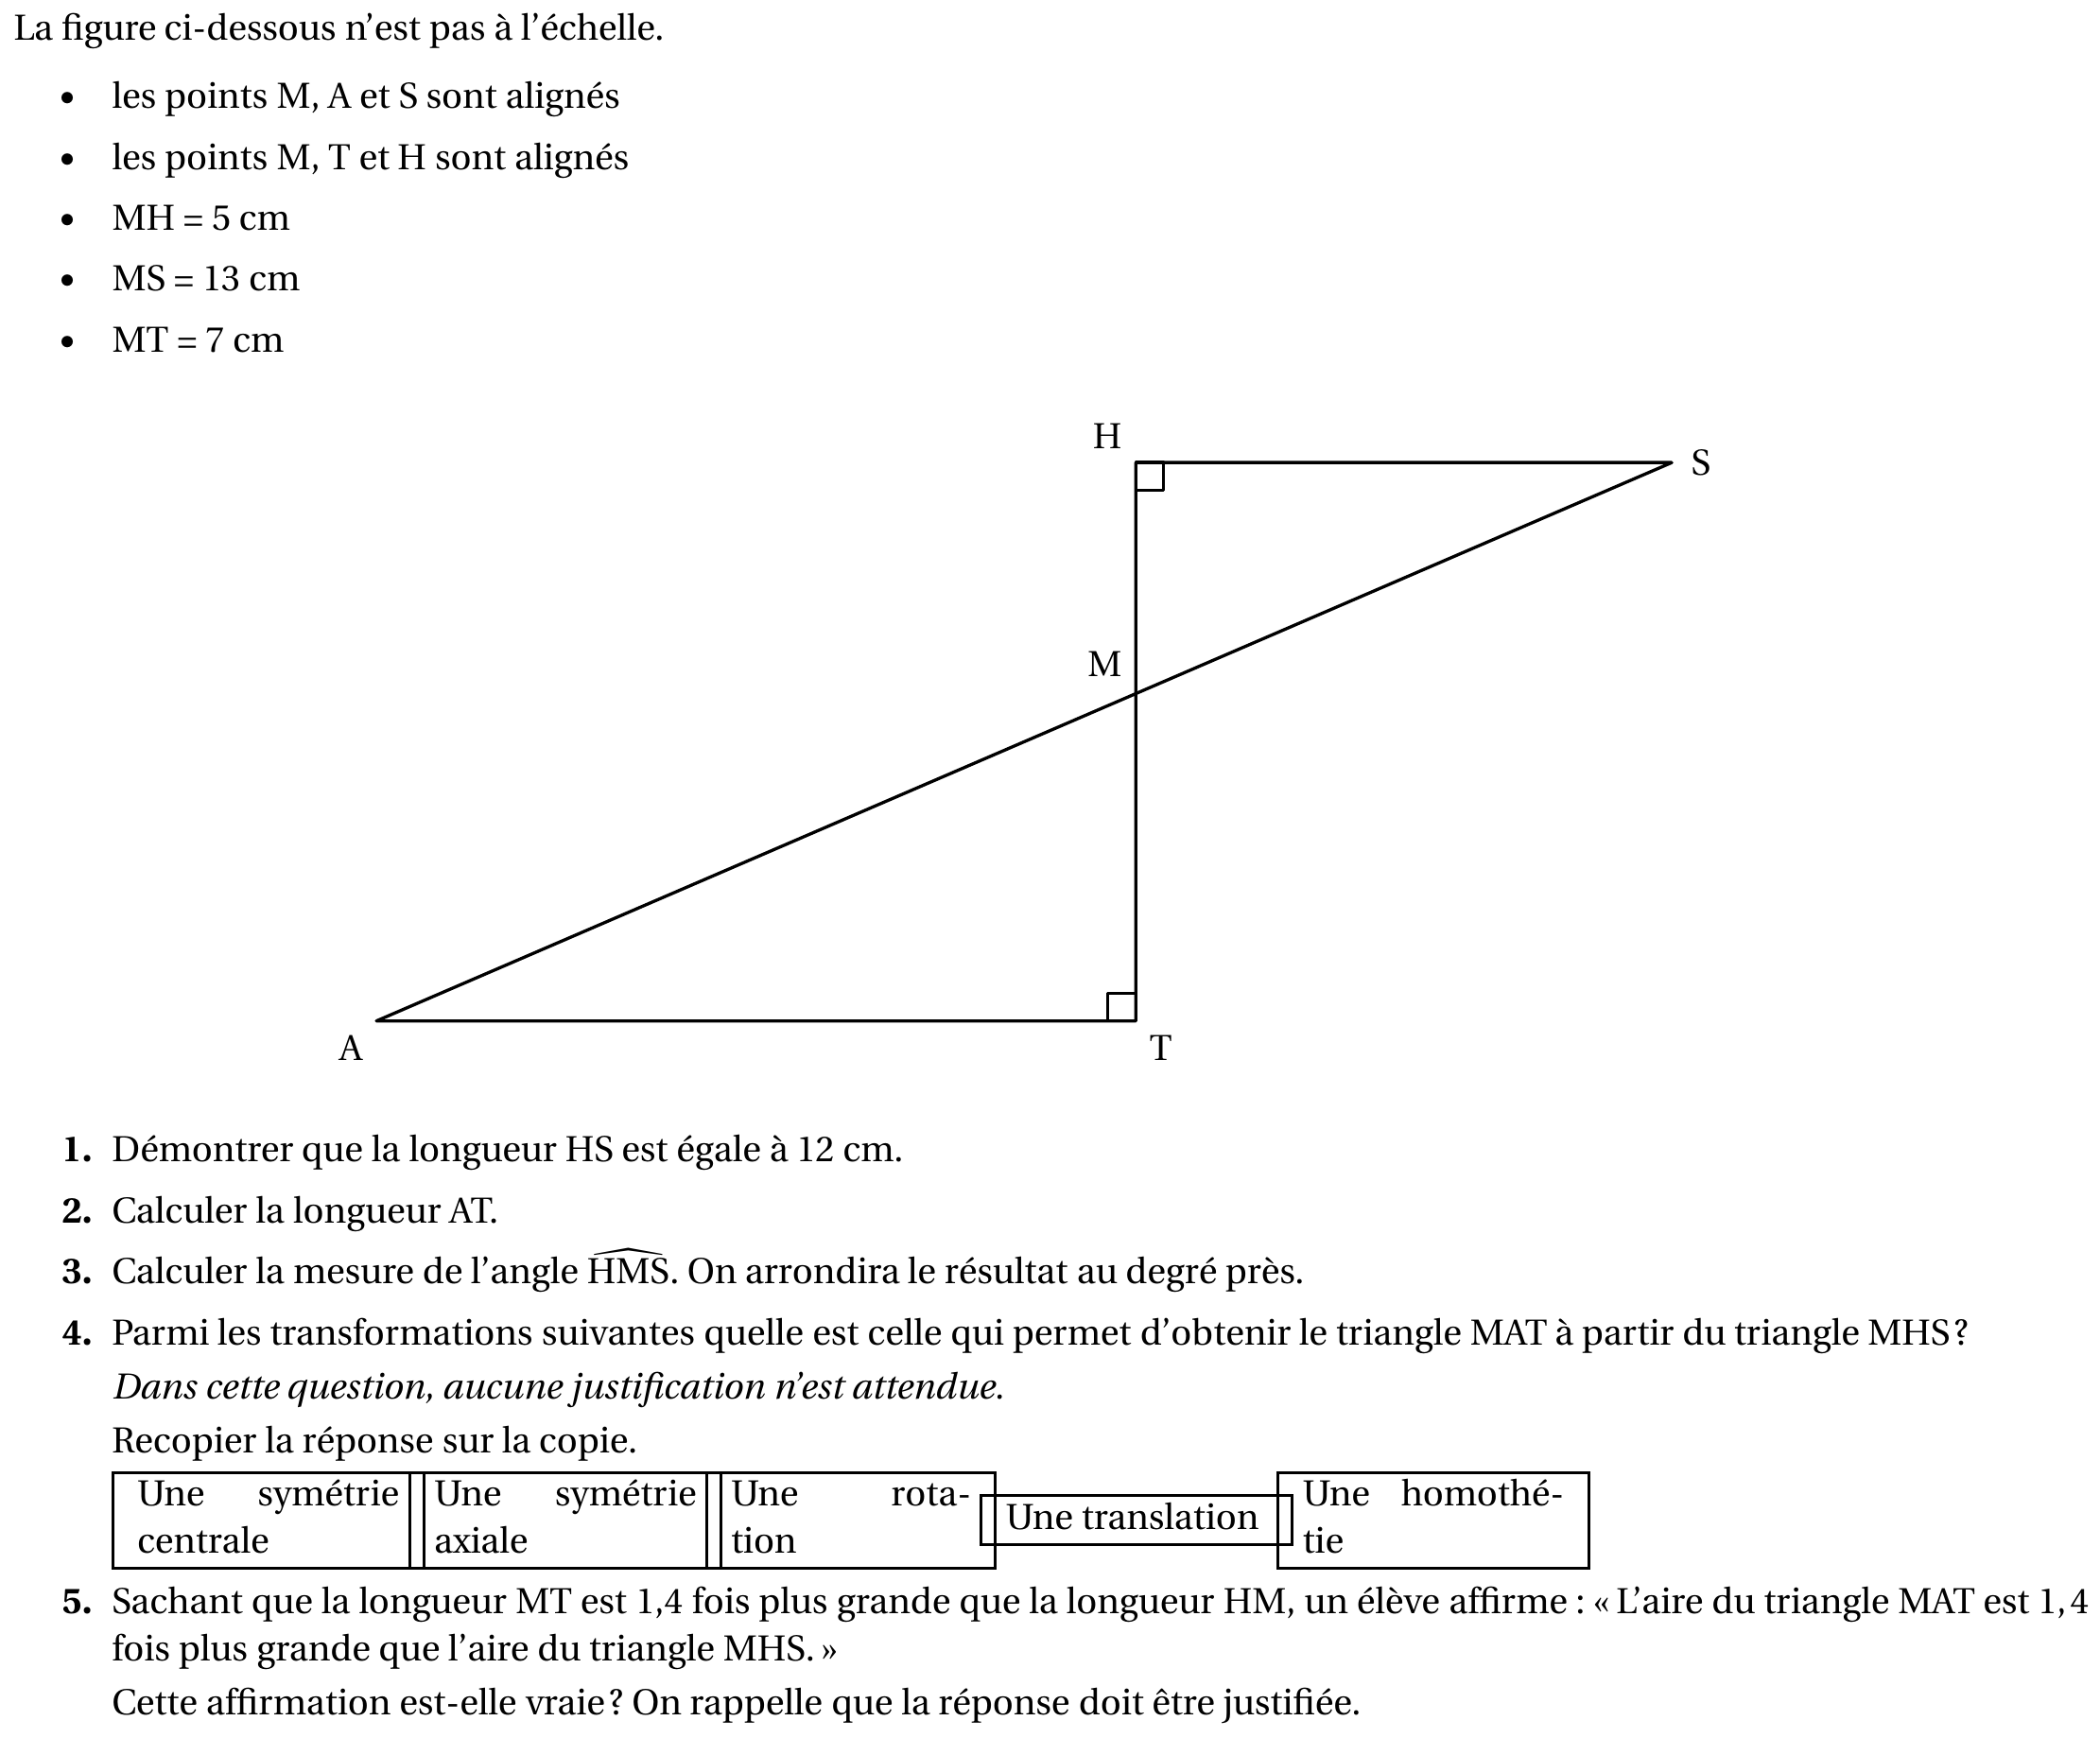 La figure ci-dessous n'est pas à l'échelle.
• les points M, A et S sont alignés
• les points M, T et H sont alignés
• MH = 5 cm
• MS = 13 cm
• MT = 7 cm
H
S
M
A
T
1. Démontrer que la longueur HS est égale à 12 cm.
2. Calculer la longueur AT.
3. Calculer la mesure de l'angle $\widehat{\text{HMS}}$. On arrondira le résultat au degré près.
4. Parmi les transformations suivantes quelle est celle qui permet d'obtenir le triangle MAT à partir du triangle MHS ?
Dans cette question, aucune justification n'est attendue.
Recopier la réponse sur la copie.
Une symétrie
centrale
Une symétrie
axiale
Une rota-
tion
Une translation
Une homothé-
tie
5. Sachant que la longueur MT est 1,4 fois plus grande que la longueur HM, un élève affirme : « L'aire du triangle MAT est 1,4
fois plus grande que l'aire du triangle MHS. »
Cette affirmation est-elle vraie ? On rappelle que la réponse doit être justifiée.